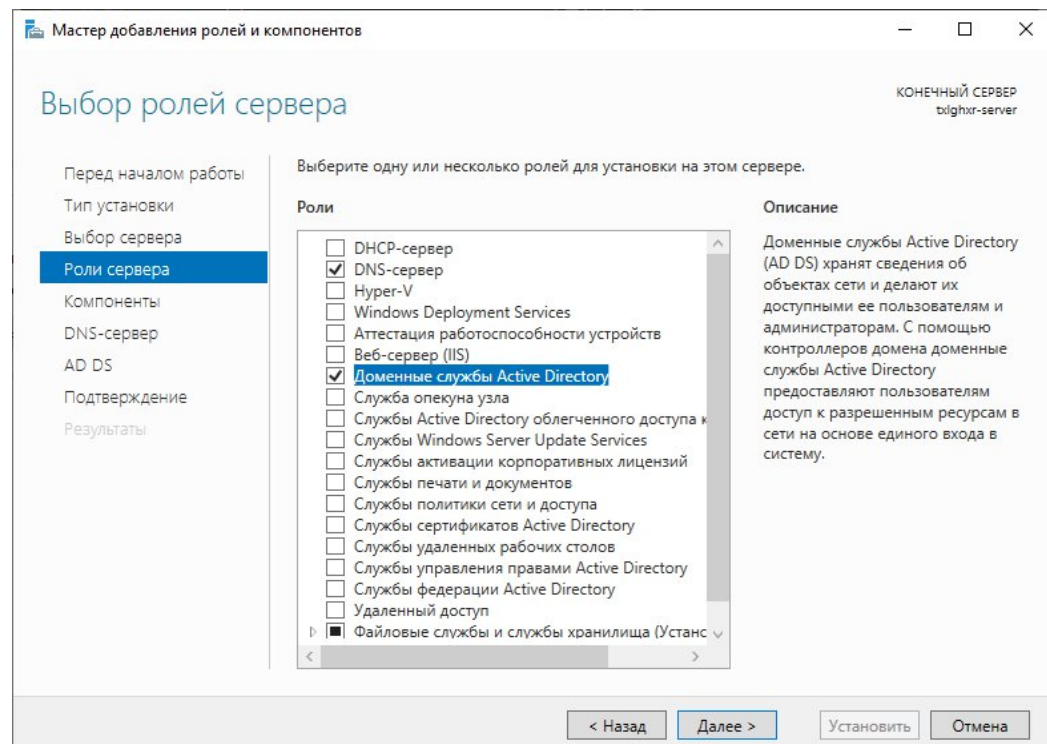 Мастер добавления ролей и компонентов
Выбор ролей сервера
КОНЕЧНЫЙ СЕРВЕР
txlghxr-server
Перед началом работы
Тип установки
Выбор сервера
Роли сервера
Компоненты
DNS-сервер
AD DS
Подтверждение
Результаты
Выберите одну или несколько ролей для установки на этом сервере.
Роли
DHCP-сервер
DNS-сервер
Hyper-V
Windows Deployment Services
Аттестация работоспособности устройств
Веб-сервер (IIS)
Доменные службы Active Directory
Служба опекуна узла
Службы Active Directory облегченного доступа к
Службы Windows Server Update Services
Службы активации корпоративных лицензий
Службы печати и документов
Службы политики сети и доступа
Службы сертификатов Active Directory
Службы удаленных рабочих столов
Службы управления правами Active Directory
Службы федерации Active Directory
Удаленный доступ
Файловые службы и службы хранилища (Устанс
Описание
Доменные службы Active Directory
(AD DS) хранят сведения об
объектах сети и делают их
доступными ее пользователям и
администраторам. С помощью
контроллеров домена доменные
службы Active Directory
предоставляют пользователям
доступ к разрешенным ресурсам в
сети на основе единого входа в
систему.
< Назад
Далее >
Установить
Отмена